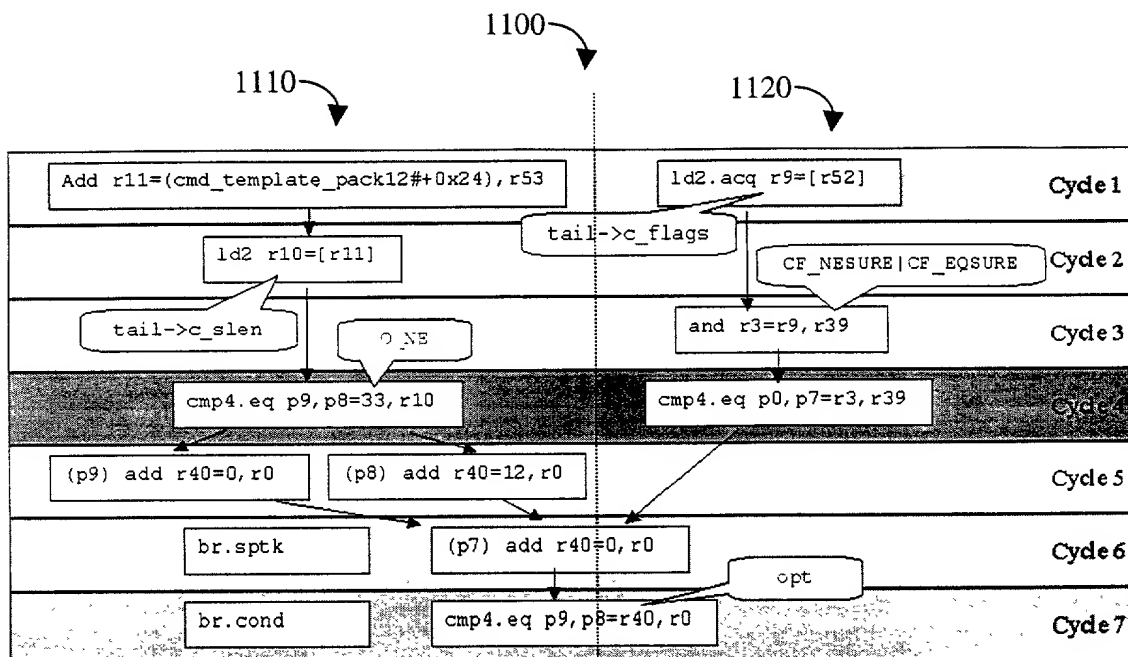 1100
1110
1120
Add r11=(cmd_template_pack12#+0x24),r53
ld2.acq r9=[r52]
Cycle 1
tail->c_flags
ld2 r10=[r11]
CF_NESURE|CF_EQSURE
Cycle 2
tail->c_slen
O_NE
and r3=r9,r39
Cycle 3
cmp4.eq p9,p8=33,r10
cmp4.eq p0,p7=r3,r39
Cycle 4
(p9) add r40=0,r0
(p8) add r40=12,r0
Cycle 5
br.sptk
(p7) add r40=0,r0
Cycle 6
opt
br.cond
cmp4.eq p9,p8=r40,r0
Cycle 7